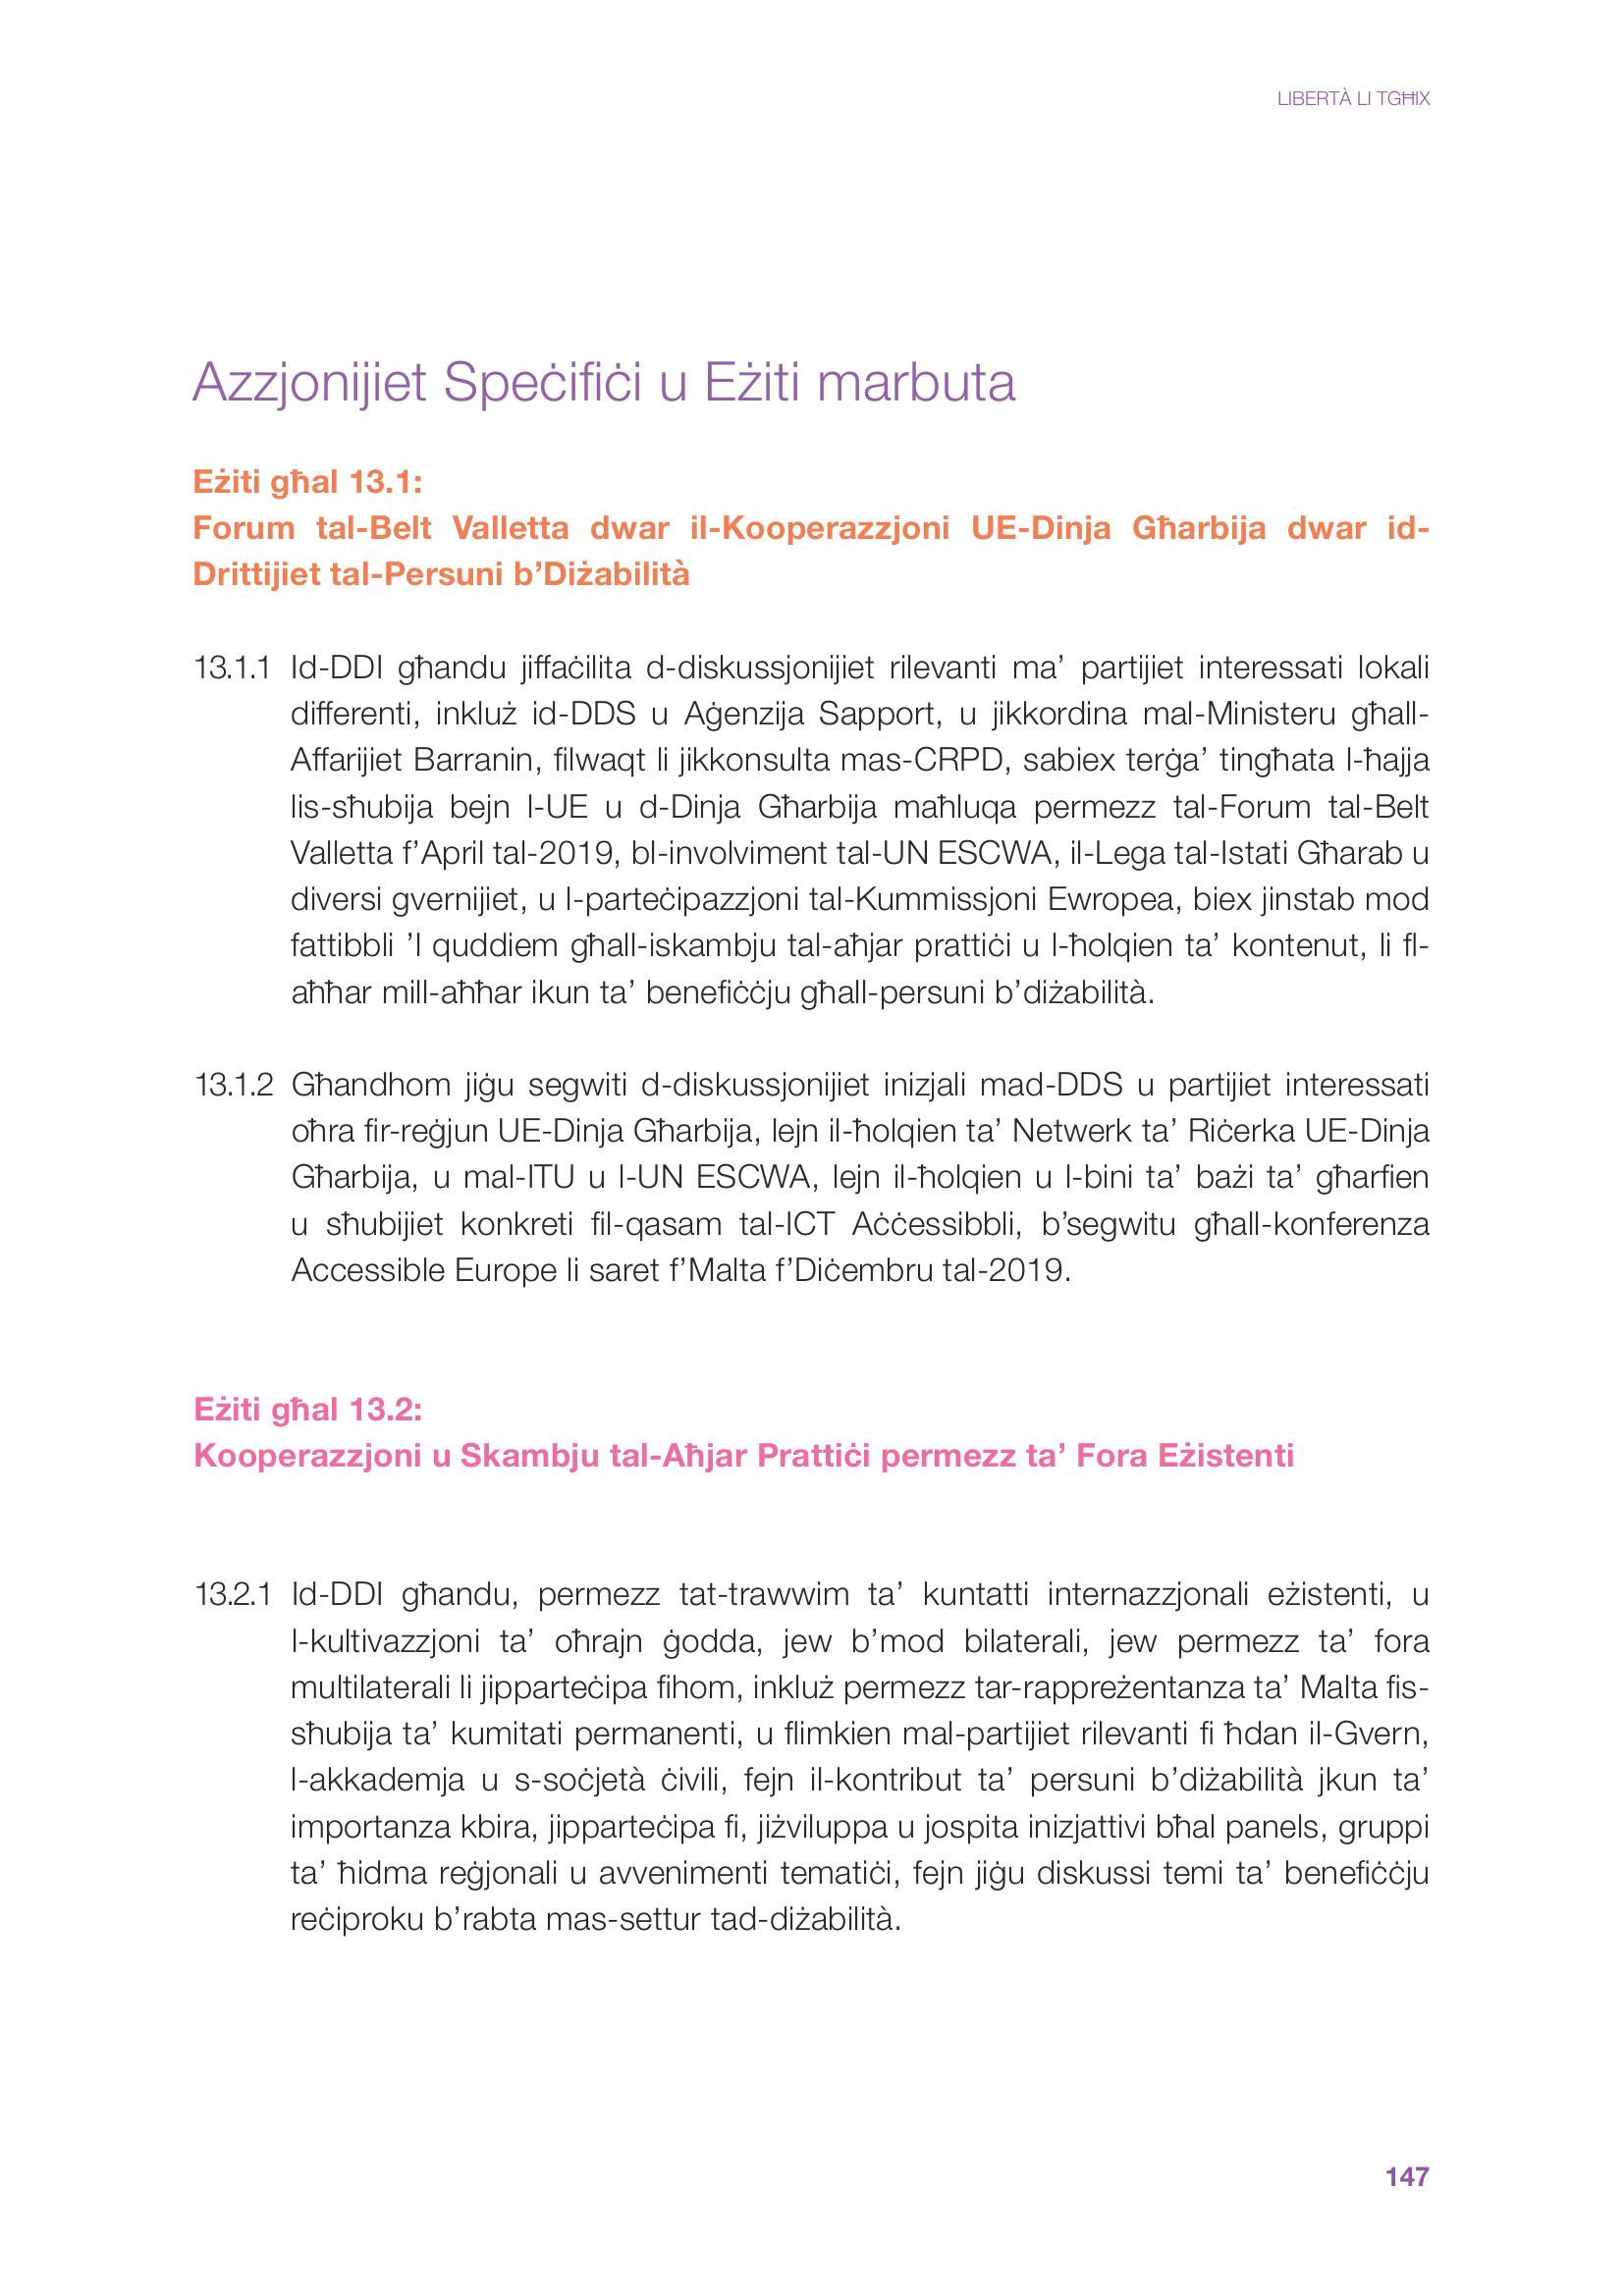 LIBERTÀ LI TGĦIX
Azzjonijiet Speċifiċi u Eżiti marbuta
Eżiti għal 13.1:
Forum tal-Belt Valletta dwar il-Kooperazzjoni UE-Dinja Għarbija dwar id-
Drittijiet tal-Persuni b’Diżabilità
13.1.1 Id-DDI għandu jiffaċilita d-diskussjonijiet rilevanti ma’ partijiet interessati lokali
differenti, inkluż id-DDS u Aġenzija Sapport, u jikkordina mal-Ministeru għall-
Affarijiet Barranin, filwaqt li jikkonsulta mas-CRPD, sabiex terġa’ tingħata l-ħajja
lis-sħubija bejn l-UE u d-Dinja Għarbija maħluqa permezz tal-Forum tal-Belt
Valletta f’April tal-2019, bl-involviment tal-UN ESCWA, il-Lega tal-Istati Għarab u
diversi gvernijiet, u l-parteċipazzjoni tal-Kummissjoni Ewropea, biex jinstab mod
fattibbli ’l quddiem għall-iskambju tal-aħjar prattiċi u l-ħolqien ta’ kontenut, li fl-
aħħar mill-aħħar ikun ta’ benefiċċju għall-persuni b’diżabilità.
13.1.2 Għandhom jiġu segwiti d-diskussjonijiet inizjali mad-DDS u partijiet interessati
oħra fir-reġjun UE-Dinja Għarbija, lejn il-ħolqien ta’ Netwerk ta’ Riċerka UE-Dinja
Għarbija, u mal-ITU u l-UN ESCWA, lejn il-ħolqien u l-bini ta’ bażi ta’ għarfien
u sħubijiet konkreti fil-qasam tal-ICT Aċċessibbli, b’segwitu għall-konferenza
Accessible Europe li saret f’Malta f’Diċembru tal-2019.
Eżiti għal 13.2:
Kooperazzjoni u Skambju tal-Aħjar Prattiċi permezz ta’ Fora Eżistenti
13.2.1 Id-DDI għandu, permezz tat-trawwim ta’ kuntatti internazzjonali eżistenti, u
l-kultivazzjoni ta’ oħrajn ġodda, jew b’mod bilaterali, jew permezz ta’ fora
multilaterali li jipparteċipa fihom, inkluż permezz tar-rappreżentanza ta’ Malta fis-
sħubija ta’ kumitati permanenti, u flimkien mal-partijiet rilevanti fi ħdan il-Gvern,
l-akkademja u s-soċjetà ċivili, fejn il-kontribut ta’ persuni b’diżabilità jkun ta’
importanza kbira, jipparteċipa fi, jiżviluppa u jospita inizjattivi bħal panels, gruppi
ta’ ħidma reġjonali u avvenimenti tematiċi, fejn jiġu diskussi temi ta’ benefiċċju
reċiproku b’rabta mas-settur tad-diżabilità.
147